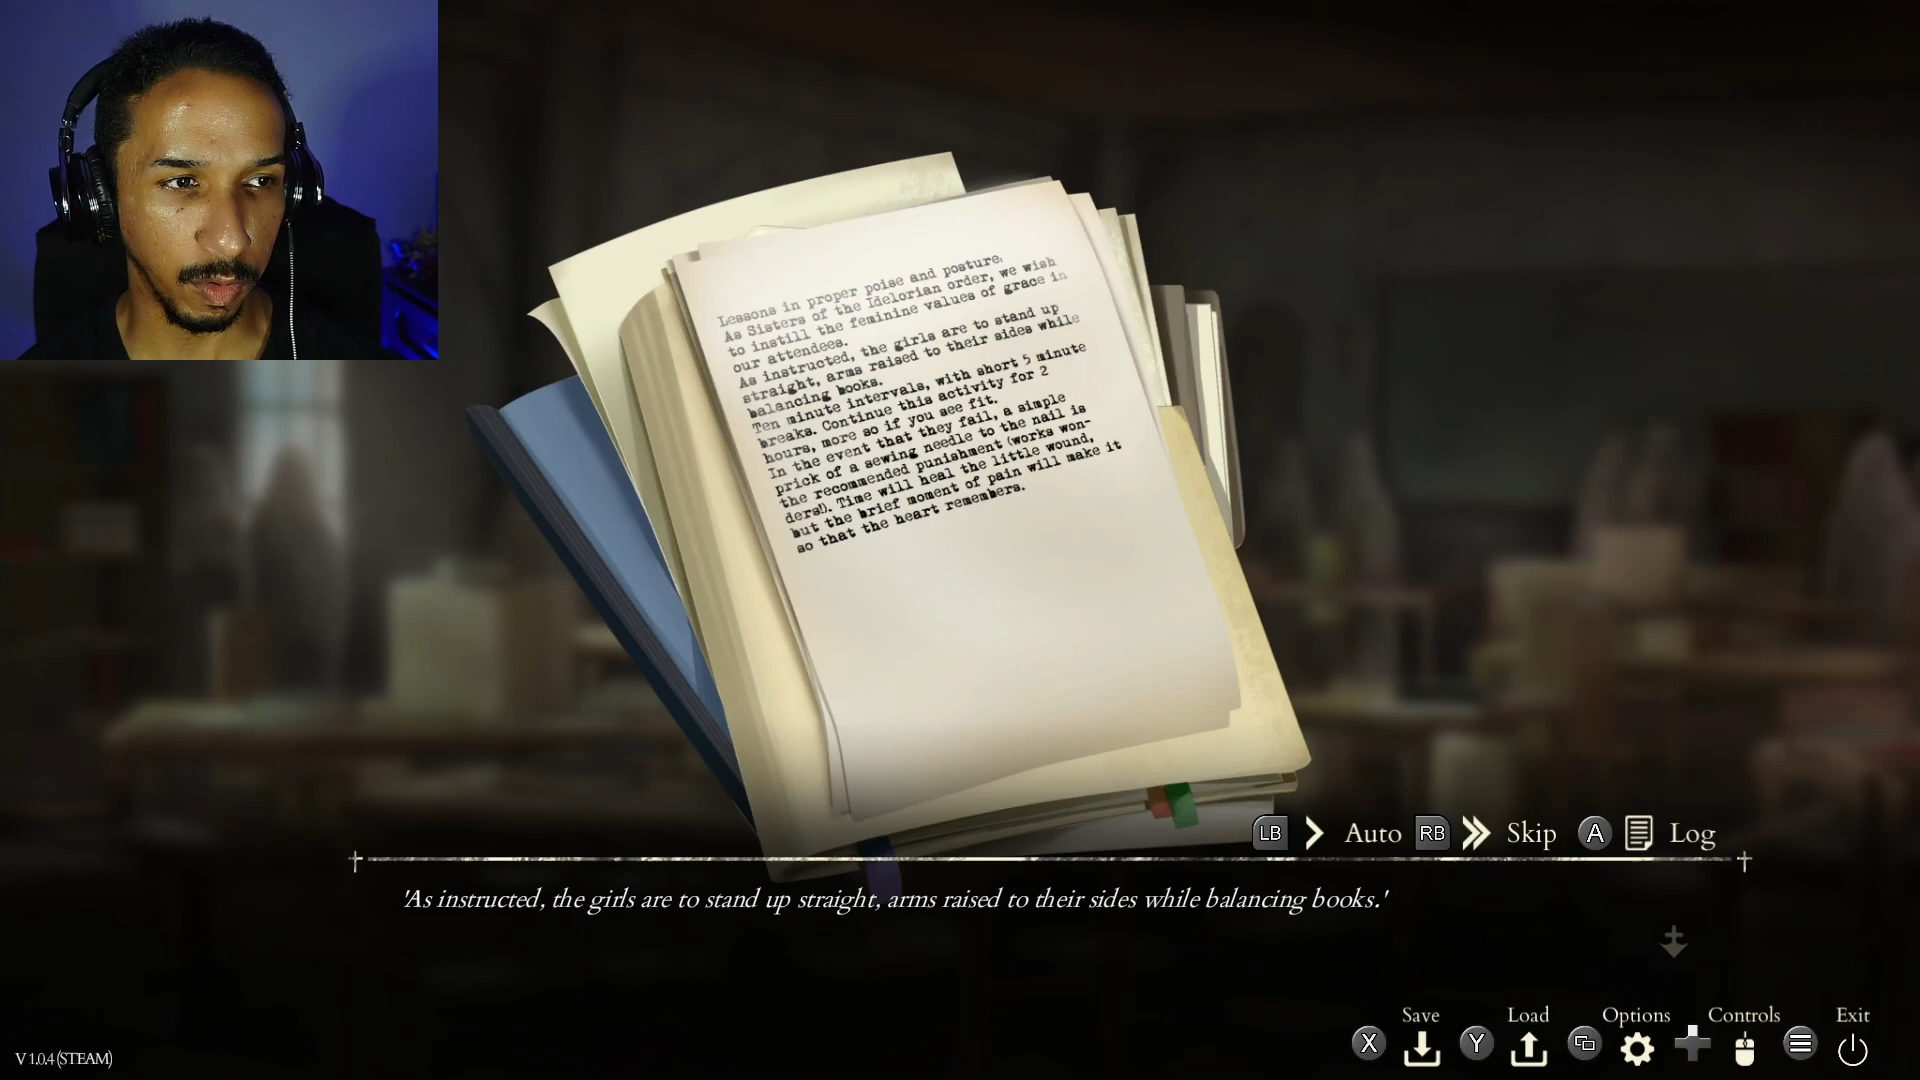 Lessons in proper poise and posture.
As Sisters of the Idelorian order, we wish
to instill the feminine values of grace in
our attendees.
As instructed, the girls are to stand up
straight, arms raised to their sides while
balancing books.
Ten minute intervals, with short 5 minute
breaks. Continue this activity for 2
hours, more so if you see fit.
In the event that they fail, a simple
prick of a sewing needle to the nail is
the recommended punishment (works won-
ders!). Time will heal the little wound,
but the brief moment of pain will make it
so that the heart remembers.
LB Auto RB Skip A Log
'As instructed, the girls are to stand up straight, arms raised to their sides while balancing books.'
Save Load Options Controls Exit
X Y
V 1.0.4 (STEAM)